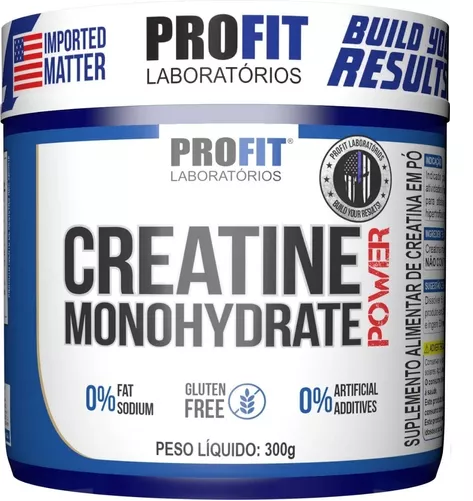 IMPORTED
MATTER
PROFIT
LABORATÓRIOS
BUILD YOU
RESULTS
PROFIT®
LABORATÓRIOS
PROFIT LABORATÓRIOS
BUILD YOUR RESULTS!
CREATINE
MONOHYDRATE
POWER
0% FAT
SODIUM
GLUTEN
FREE
0% ARTIFICIAL
ADDITIVES
PESO LÍQUIDO: 300g
SUPLEMENTO ALIMENTAR DE CREATINA EM PÓ